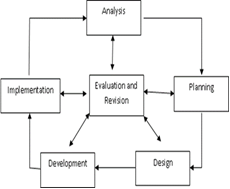 Analysis
Implementation
Evaluation and
Revision
Planning
Development
Design